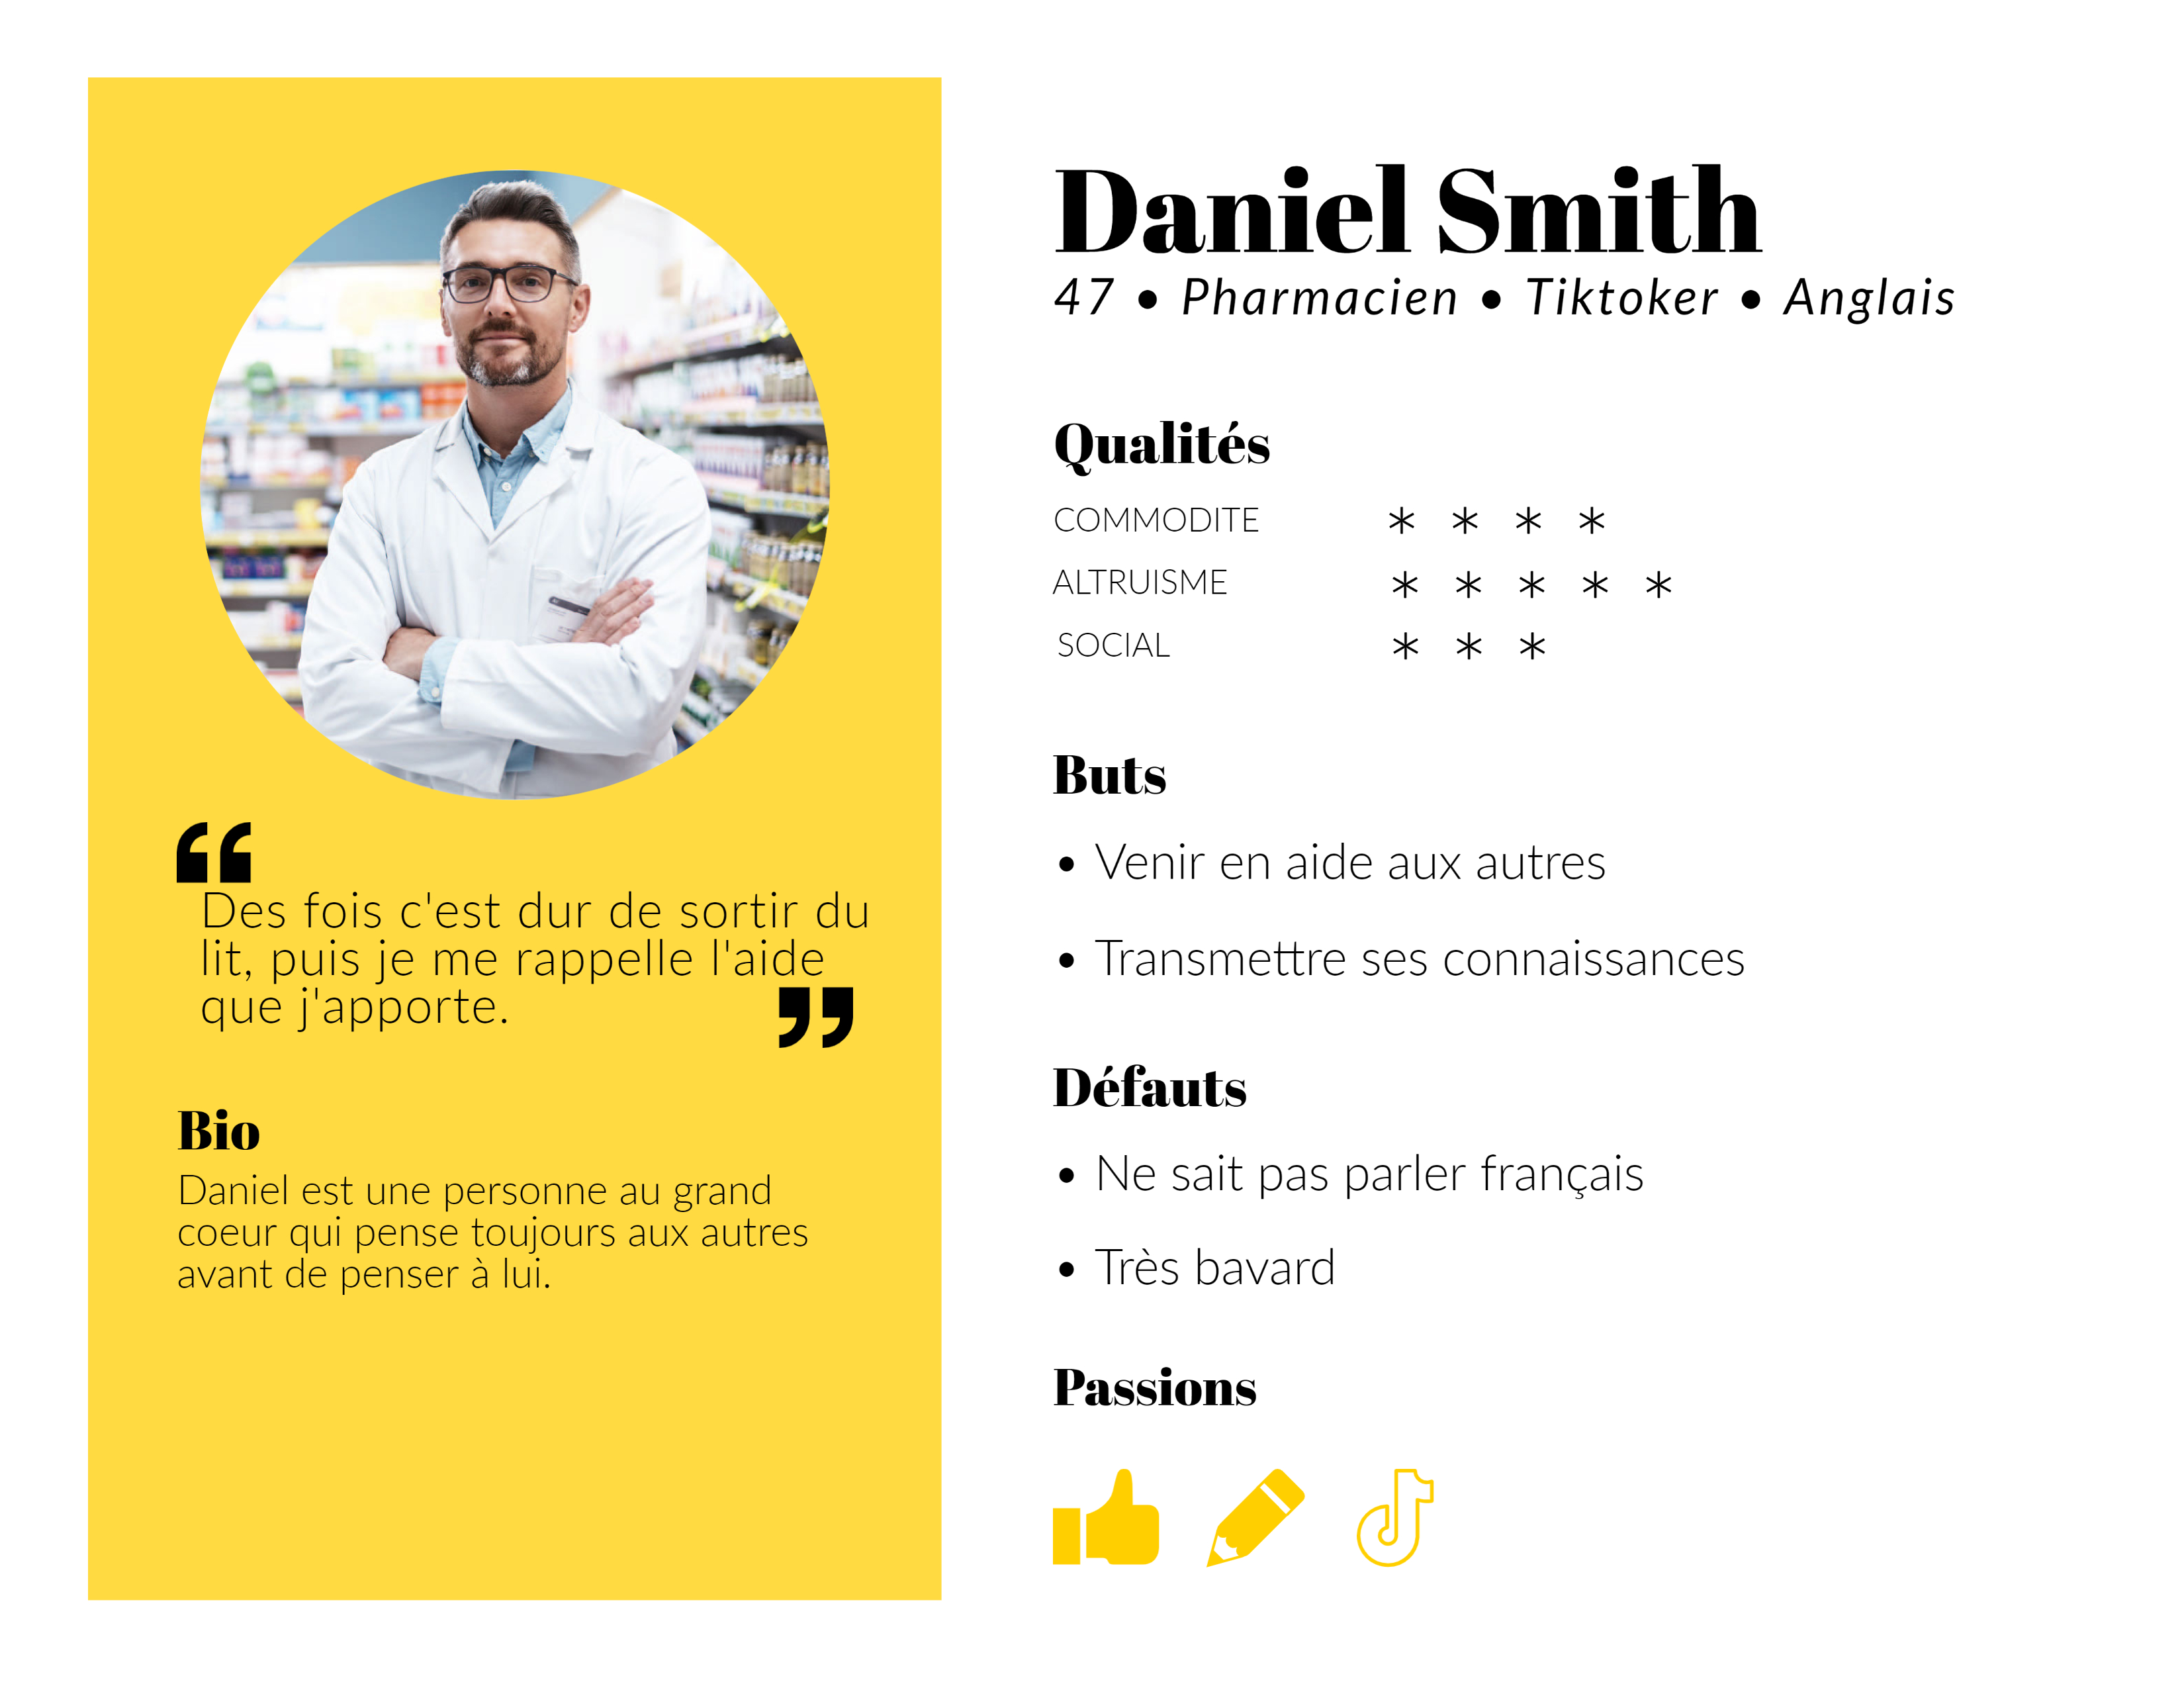 “
Des fois c'est dur de sortir du
lit, puis je me rappelle l'aide
que j'apporte.
”
Bio
Daniel est une personne au grand
coeur qui pense toujours aux autres
avant de penser à lui.
Daniel Smith
47 • Pharmacien • Tiktoker • Anglais
Qualités
COMMODITE * * * *
ALTRUISME * * * * *
SOCIAL * * *
Buts
• Venir en aide aux autres
• Transmettre ses connaissances
Défauts
• Ne sait pas parler français
• Très bavard
Passions